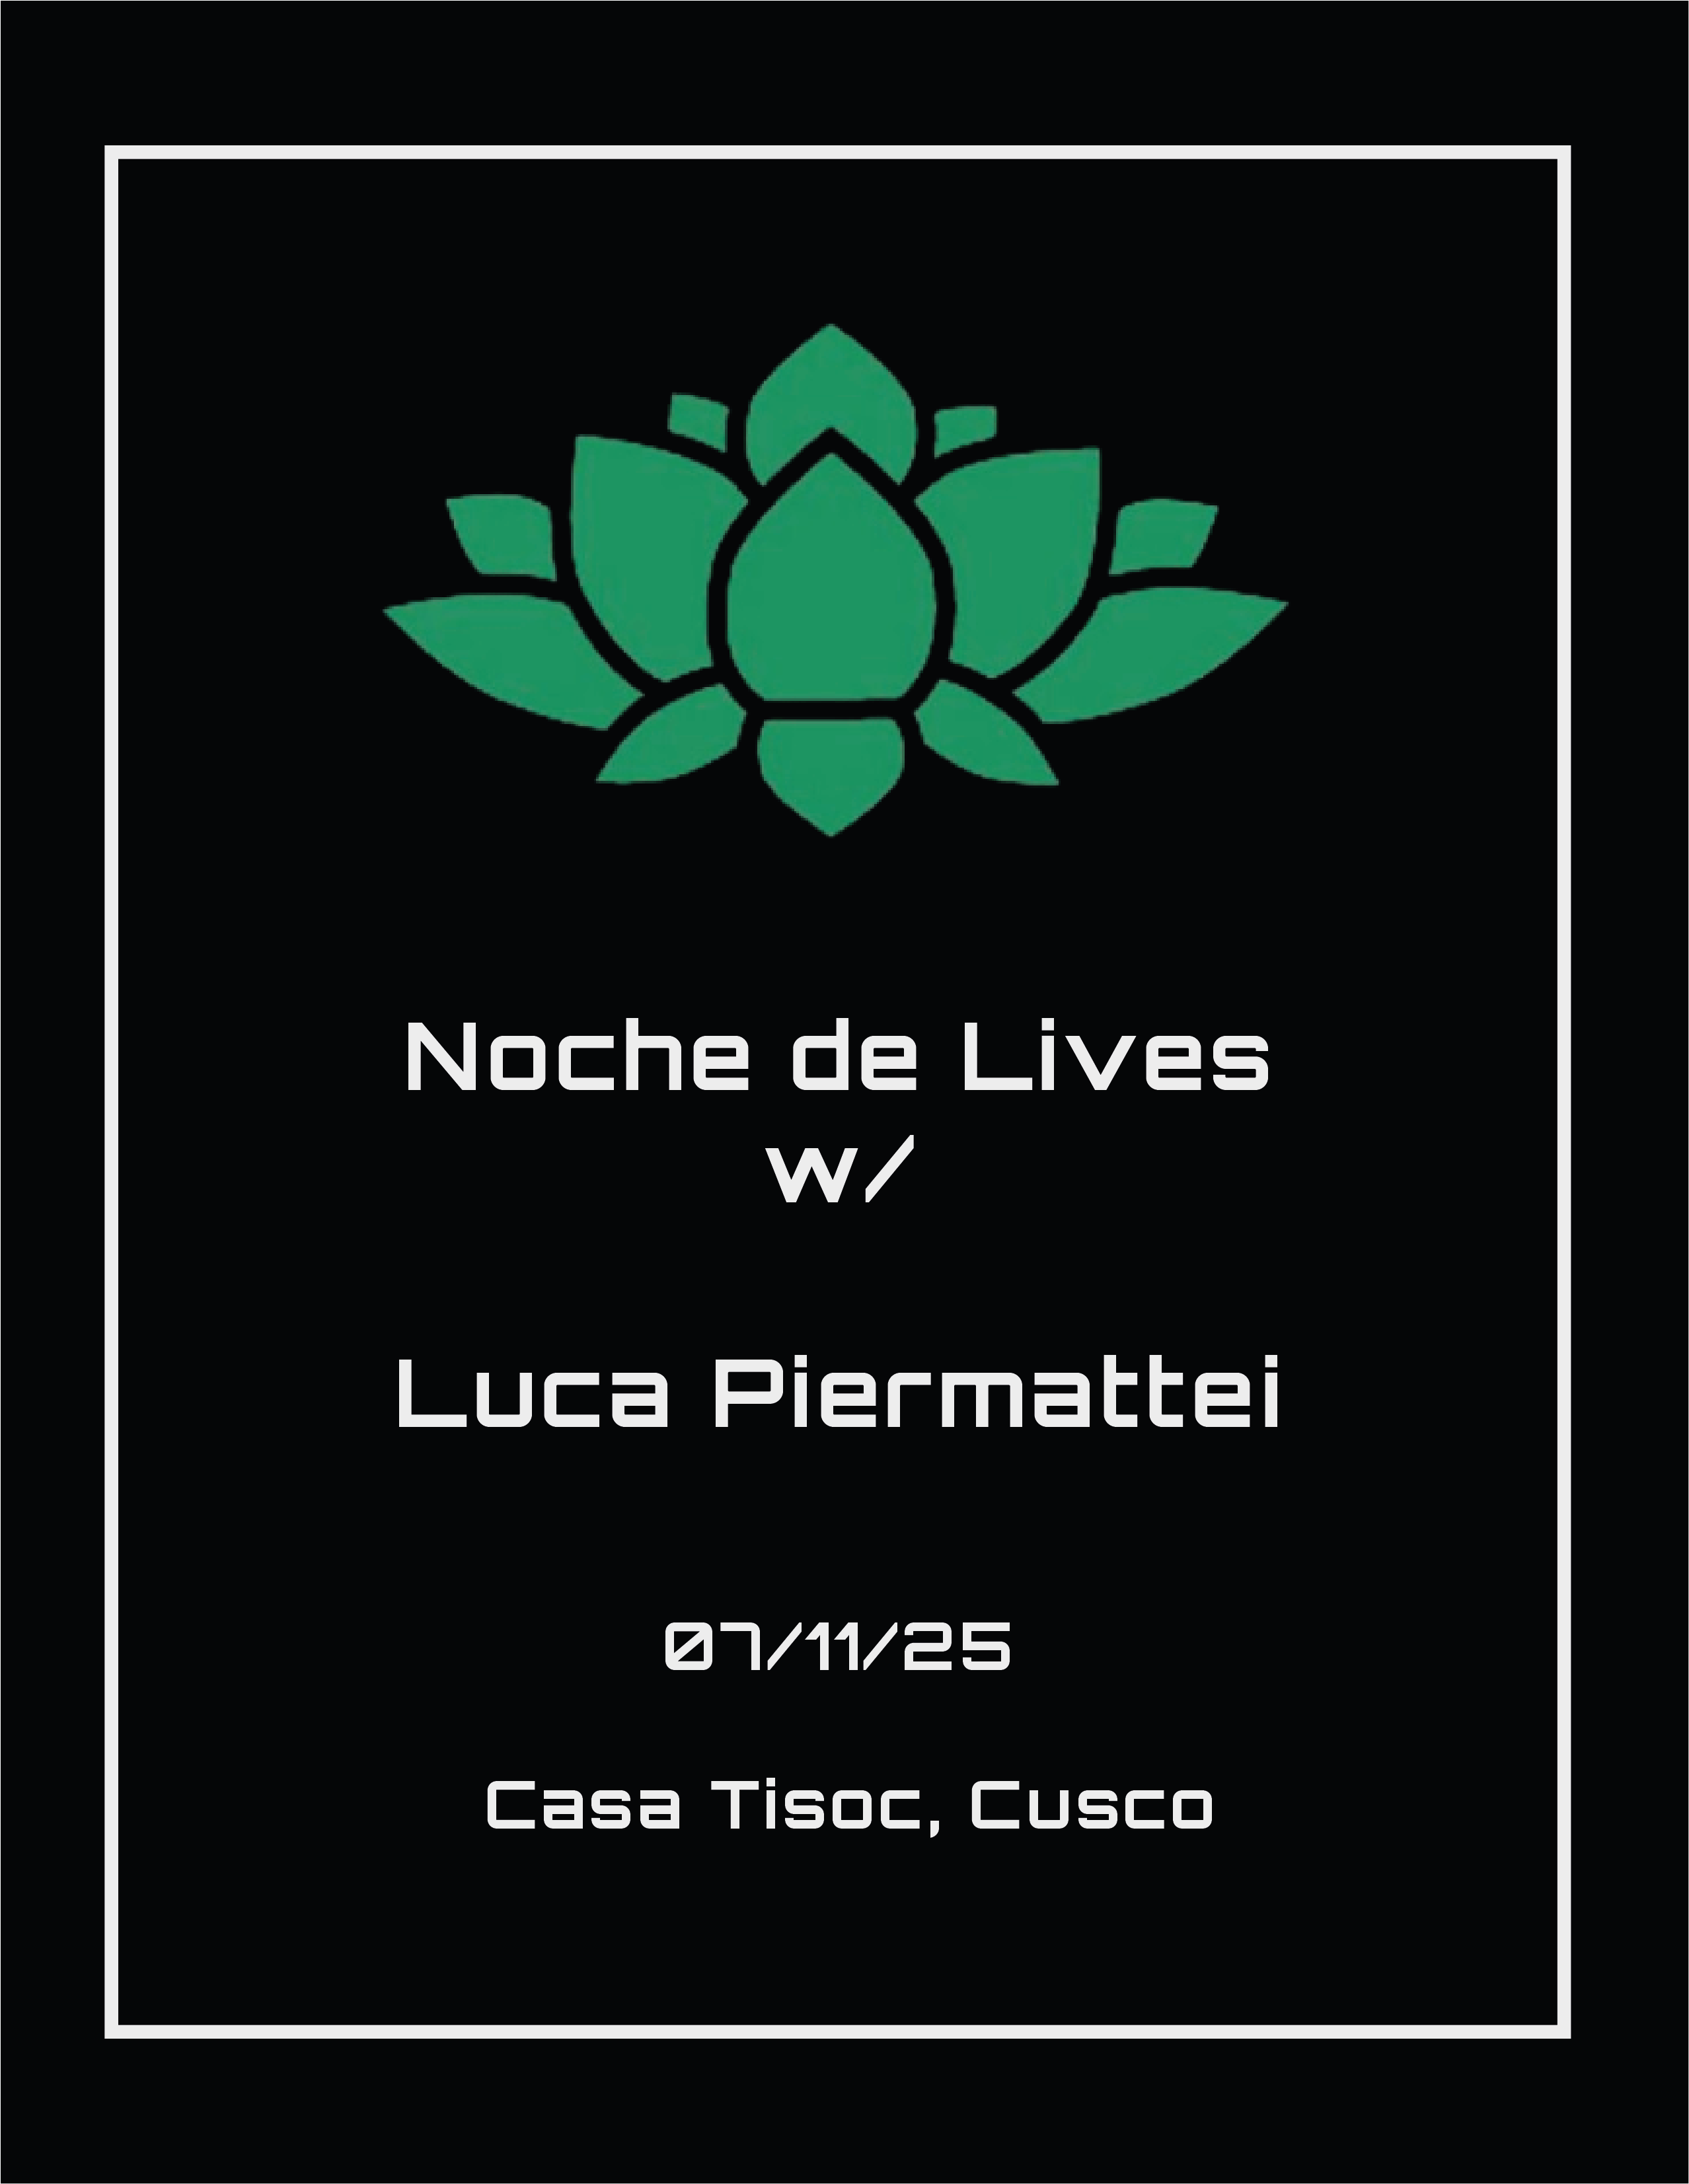 Noche de Lives
w/
Luca Piermattei
07/11/25
Casa Tisoc, Cusco